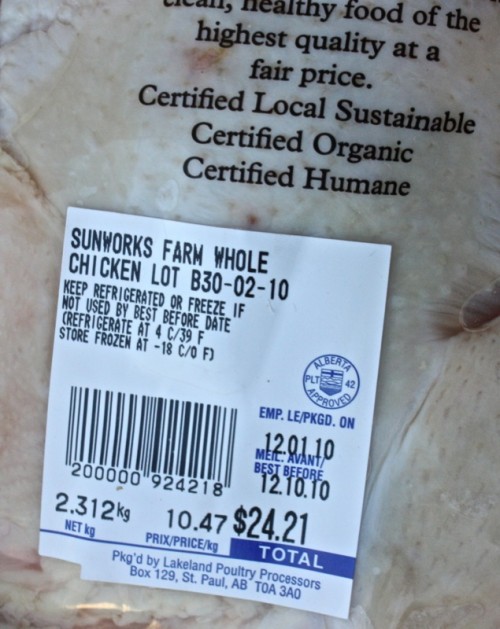 clean, healthy food of the
highest quality at a
fair price.
Certified Local Sustainable
Certified Organic
Certified Humane
SUNWORKS FARM WHOLE
CHICKEN LOT B30-02-10
KEEP REFRIGERATED OR FREEZE IF
NOT USED BY BEST BEFORE DATE
(REFRIGERATE AT 4 C/39 F
STORE FROZEN AT -18 C/0 F)
ALBERTA
PLT 42
APPROVED
EMP. LE/PKGD. ON
12.01.10
MEIL. AVANT/
BEST BEFORE
12.10.10
200000 924218
2.312kg 10.47 $24.21
NET kg PRIX/PRICE/kg TOTAL
Pkg'd by Lakeland Poultry Processors
Box 129, St. Paul, AB T0A 3A0